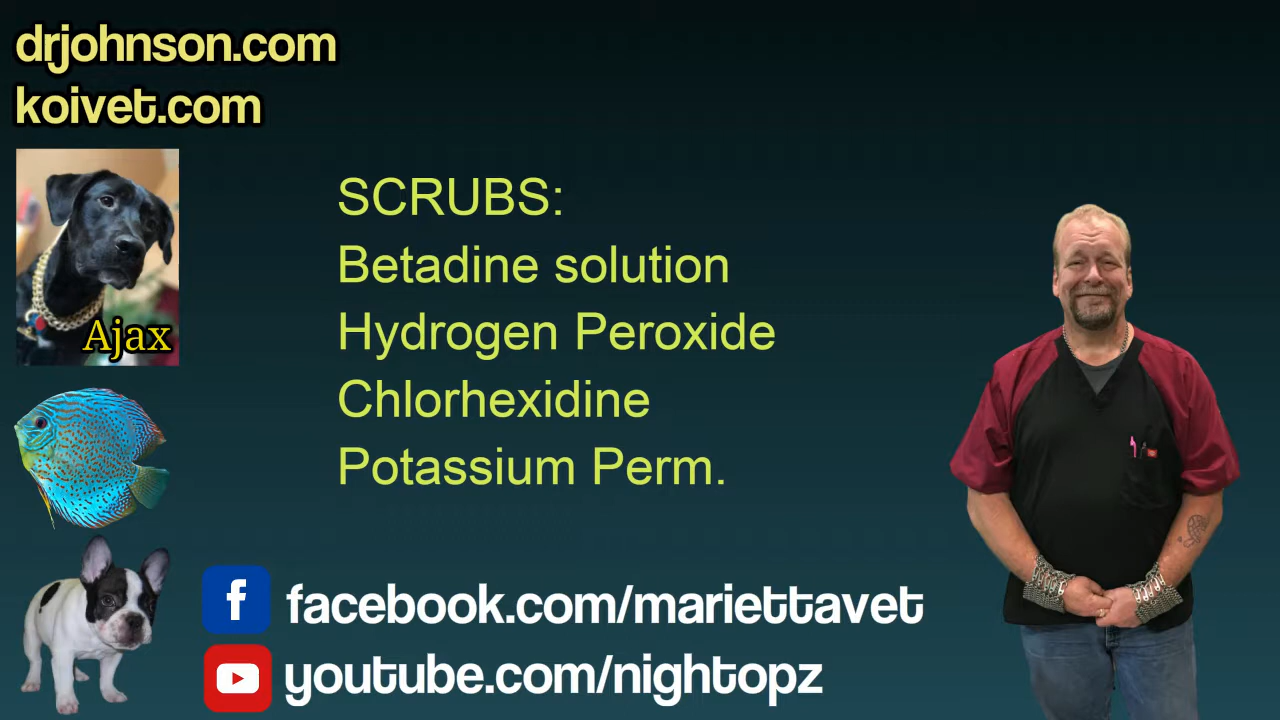 drjohnson.com
koivet.com
Ajax
SCRUBS:
Betadine solution
Hydrogen Peroxide
Chlorhexidine
Potassium Perm.
facebook.com/mariettavet
youtube.com/nightopz